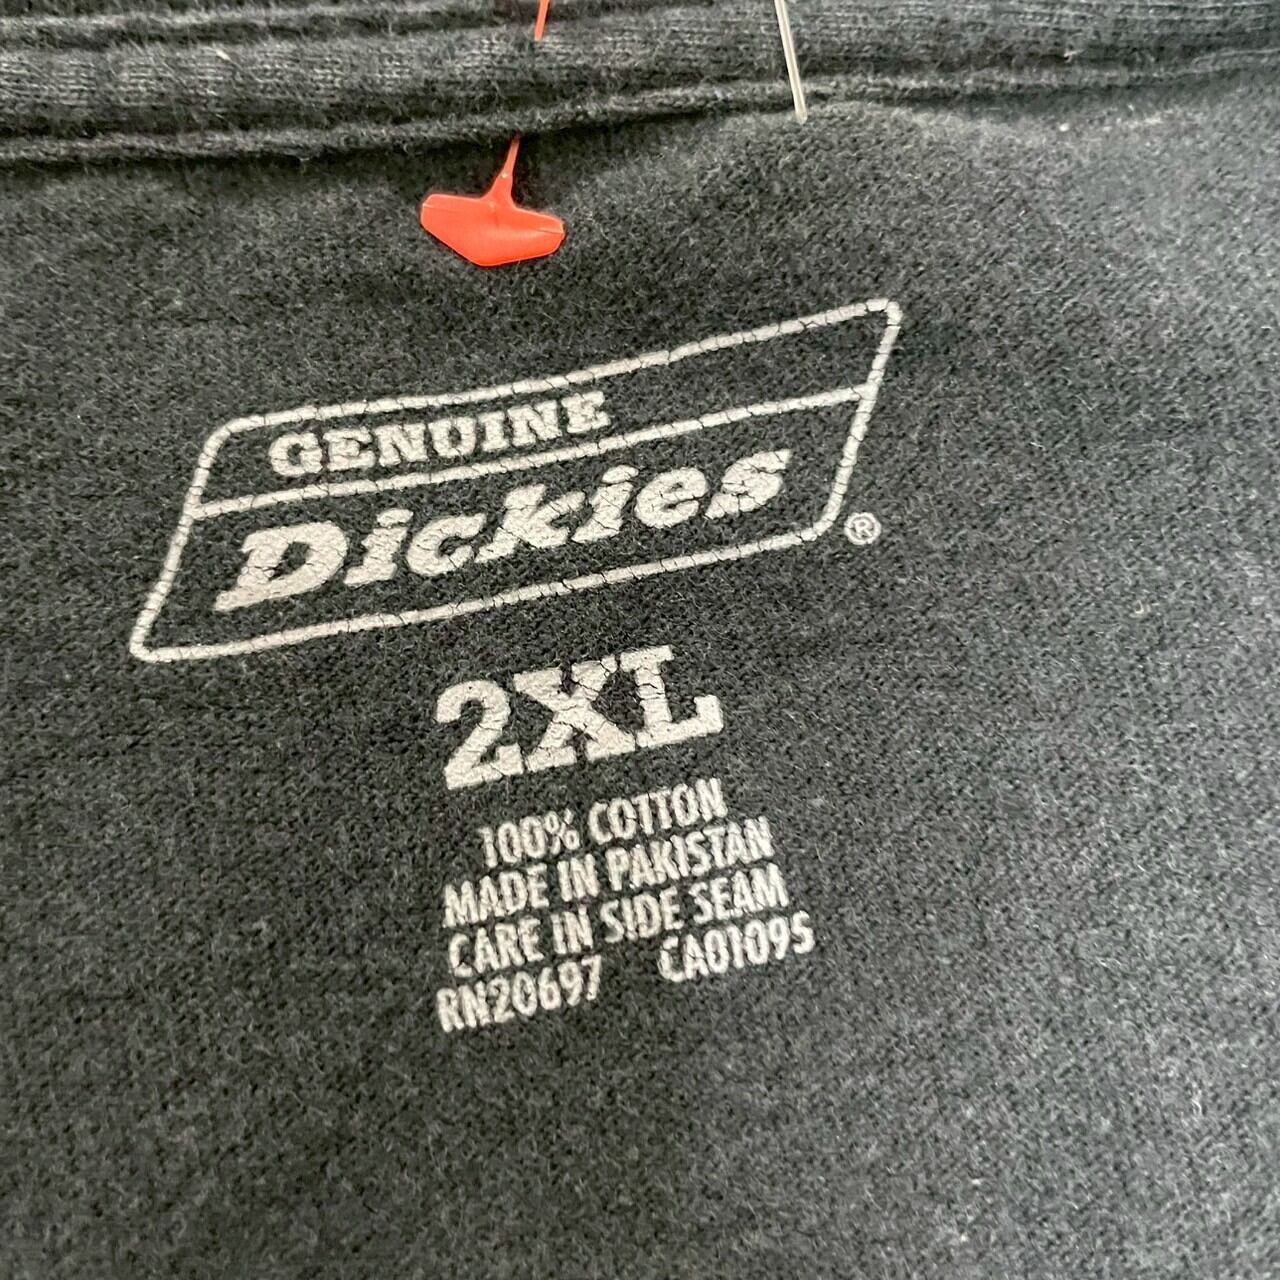 GENUINE
Dickies ®
2XL
100% COTTON
MADE IN PAKISTAN
CARE IN SIDE SEAM
RN20697 CA01095